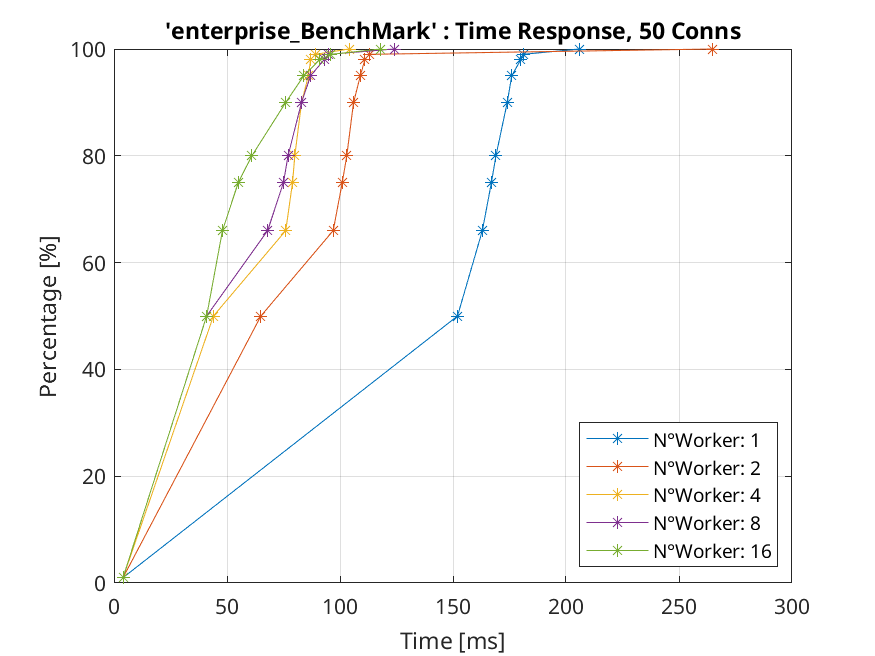 'enterprise_BenchMark' : Time Response, 50 Conns
100
80
60
40
20
0
Percentage [%]
0 50 100 150 200 250 300
Time [ms]
N°Worker: 1
N°Worker: 2
N°Worker: 4
N°Worker: 8
N°Worker: 16